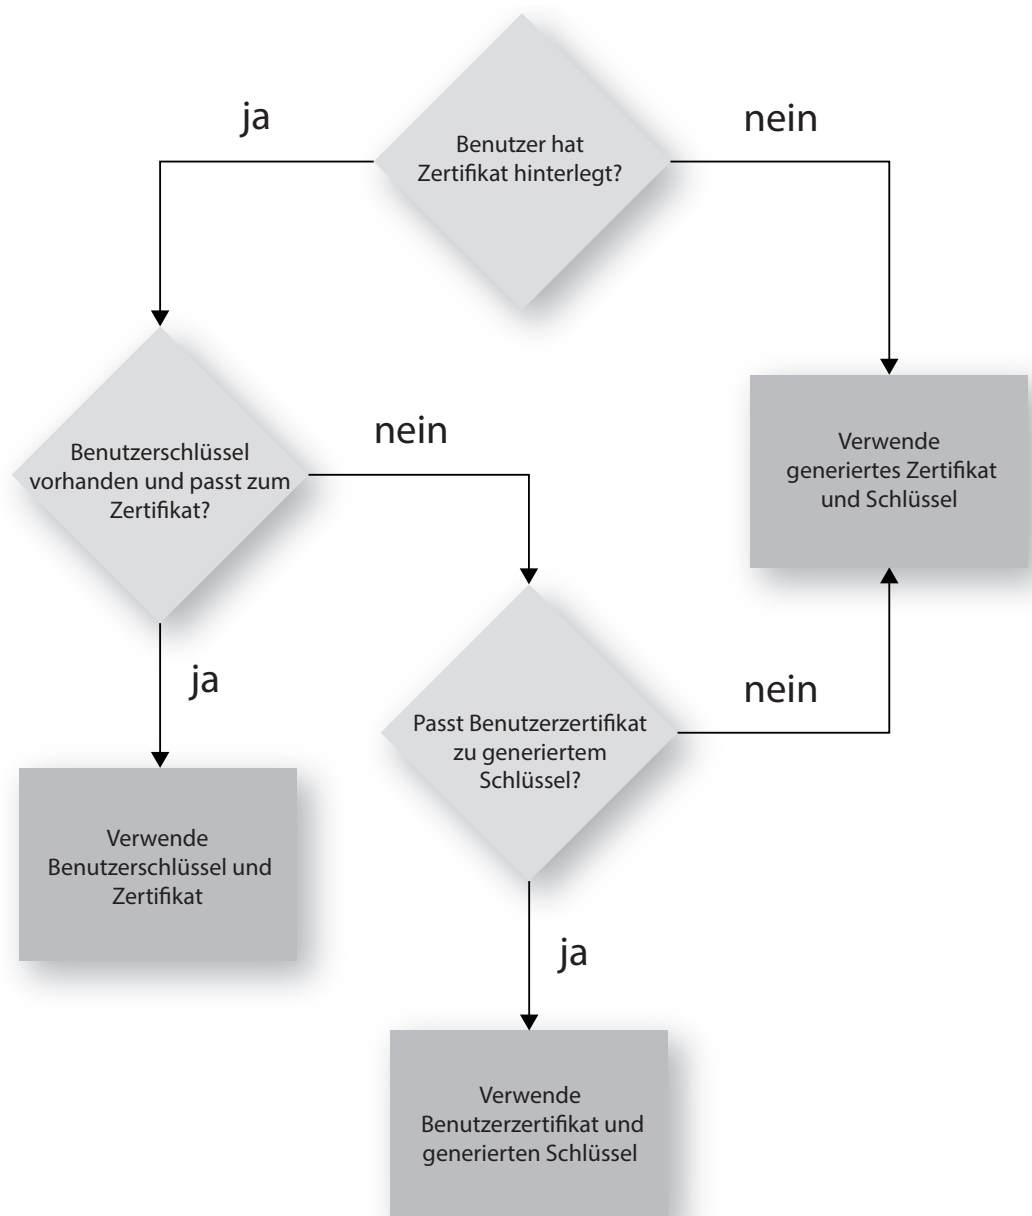 ja
nein
Benutzer hat
Zertifikat hinterlegt?
Benutzerschlüssel
vorhanden und passt zum
Zertifikat?
nein
Verwende
generiertes Zertifikat
und Schlüssel
ja
Passt Benutzerzertifikat
zu generiertem
Schlüssel?
nein
Verwende
Benutzerschlüssel und
Zertifikat
ja
Verwende
Benutzerzertifikat und
generierten Schlüssel